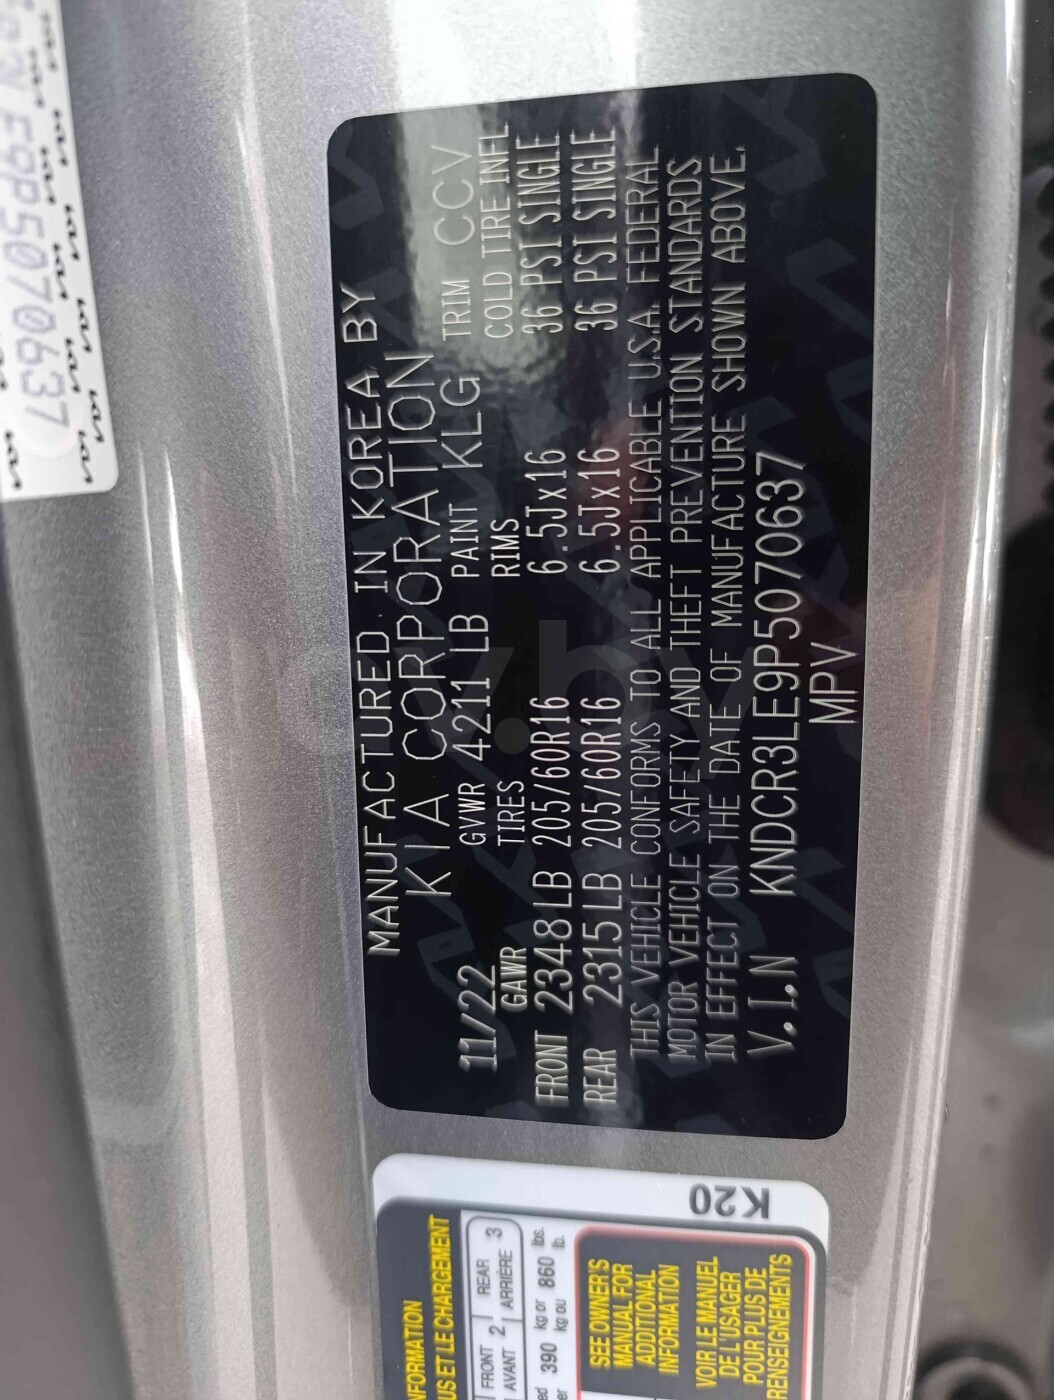 MANUFACTURED IN KOREA BY
KIA CORPORATION
11/22 GVWR 4211 LB PAINT KLG TRIM CCV
GAWR TIRES RIMS COLD TIRE INFL
FRONT 2348 LB 205/60R16 6.5Jx16 36 PSI SINGLE
REAR 2315 LB 205/60R16 6.5Jx16 36 PSI SINGLE
THIS VEHICLE CONFORMS TO ALL APPLICABLE U.S.A. FEDERAL
MOTOR VEHICLE SAFETY AND THEFT PREVENTION STANDARDS
IN EFFECT ON THE DATE OF MANUFACTURE SHOWN ABOVE.
V.I.N KNDCR3LE9P5070637
MPV
E9P5070637
K20
US ET LE CHARGEMENT
FRONT AVANT 2 REAR ARRIÈRE 3
390 kg or kg ou 860 lbs. lb.
SEE OWNER'S
MANUAL FOR
ADDITIONAL
INFORMATION
VOIR LE MANUEL
DE L'USAGER
POUR PLUS DE
RENSEIGNEMENTS
av.by